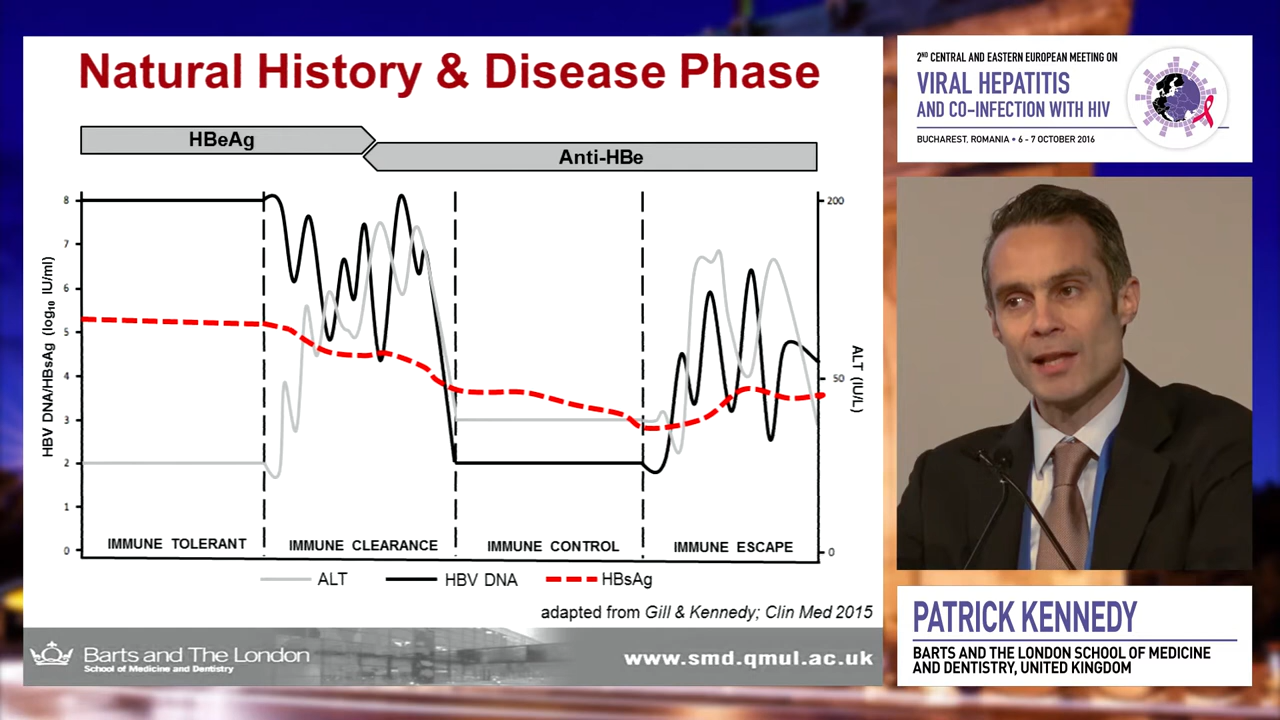 Natural History & Disease Phase
HBeAg
Anti-HBe
8
7
6
5
4
3
2
1
0
HBV DNA/HBsAg (log₁₀ IU/ml)
200
50
0
ALT (IU/L)
IMMUNE TOLERANT
IMMUNE CLEARANCE
IMMUNE CONTROL
IMMUNE ESCAPE
ALT
HBV DNA
HBsAg
adapted from Gill & Kennedy; Clin Med 2015
Barts and The London
School of Medicine and Dentistry
www.smd.qmul.ac.uk
2ND CENTRAL AND EASTERN EUROPEAN MEETING ON
VIRAL HEPATITIS
AND CO-INFECTION WITH HIV
BUCHAREST, ROMANIA • 6 - 7 OCTOBER 2016
PATRICK KENNEDY
BARTS AND THE LONDON SCHOOL OF MEDICINE
AND DENTISTRY, UNITED KINGDOM